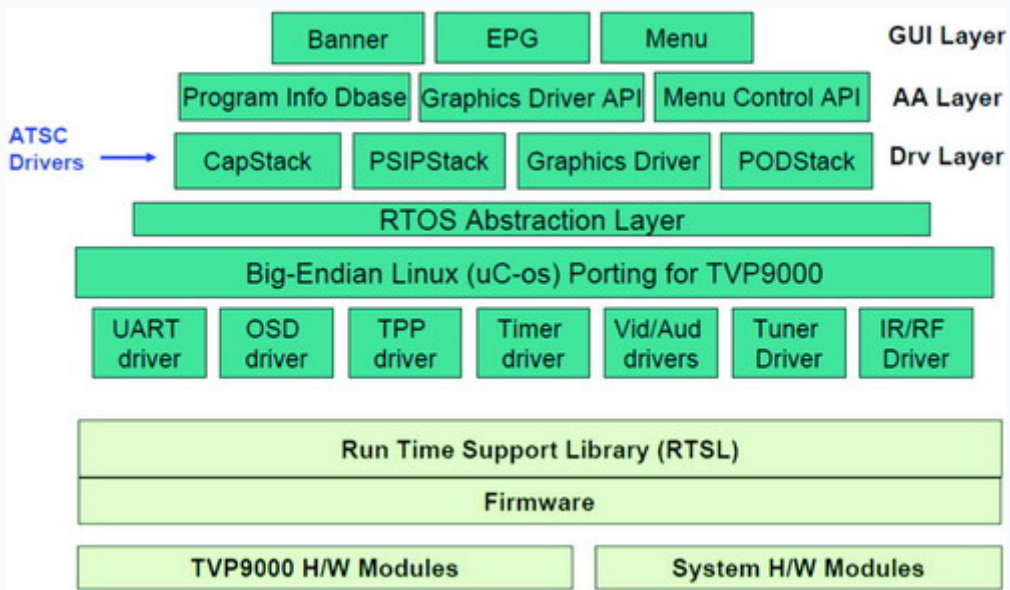 Banner EPG Menu GUI Layer
Program Info Dbase Graphics Driver API Menu Control API AA Layer
ATSC
Drivers
CapStack PSIPStack Graphics Driver PODStack Drv Layer
RTOS Abstraction Layer
Big-Endian Linux (uC-os) Porting for TVP9000
UART OSD TPP Timer Vid/Aud Tuner IR/RF
driver driver driver driver drivers Driver Driver
Run Time Support Library (RTSL)
Firmware
TVP9000 H/W Modules System H/W Modules